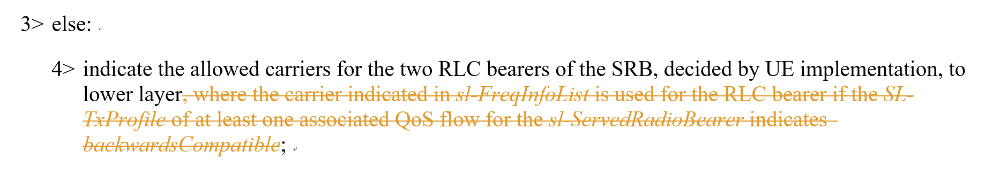 3> else:
4> indicate the allowed carriers for the two RLC bearers of the SRB, decided by UE implementation, to
lower layer, where the carrier indicated in sl-FreqInfoList is used for the RLC bearer if the SL-
TxProfile of at least one associated QoS flow for the sl-ServedRadioBearer indicates
backwardsCompatible;